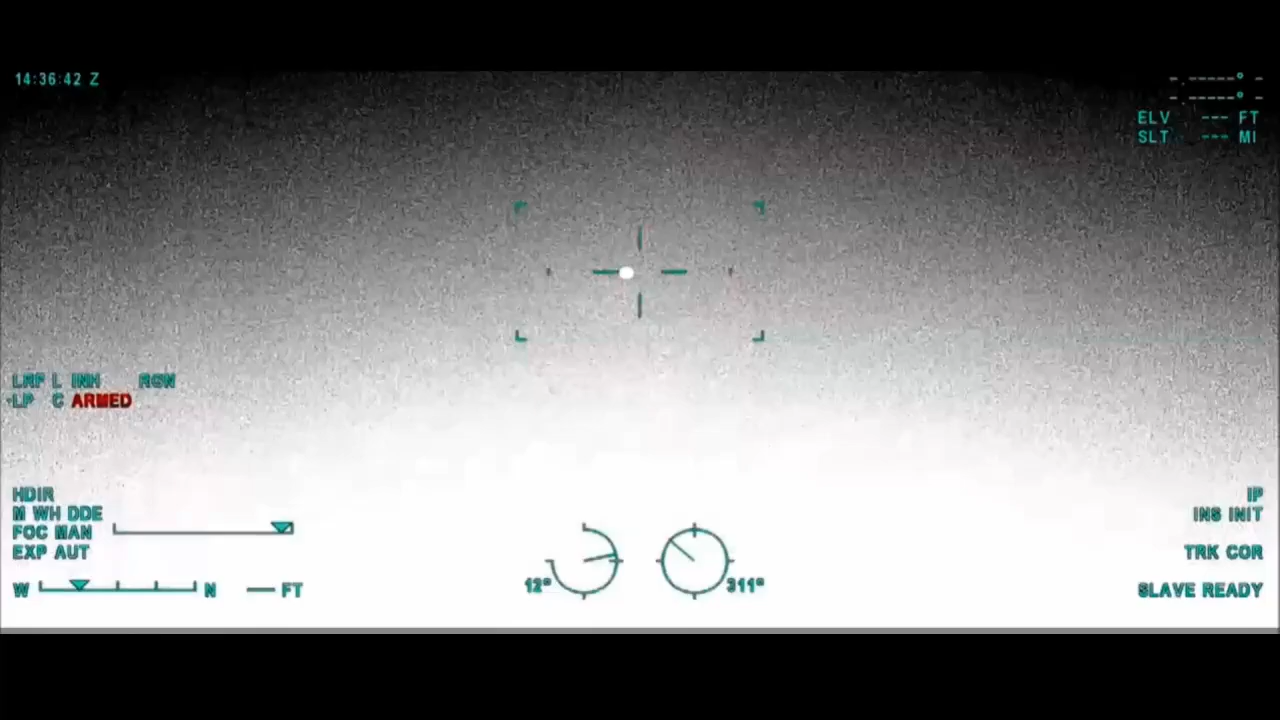 14:36:42 Z
- -----° -
- -----° -
ELV --- FT
SLT --- MI
LRF L INH RGN
LP C ARMED
HDIR
M WH DDE
FOC MAN
EXP AUT
W N --- FT
12°
311°
IP
INS INIT
TRK COR
SLAVE READY